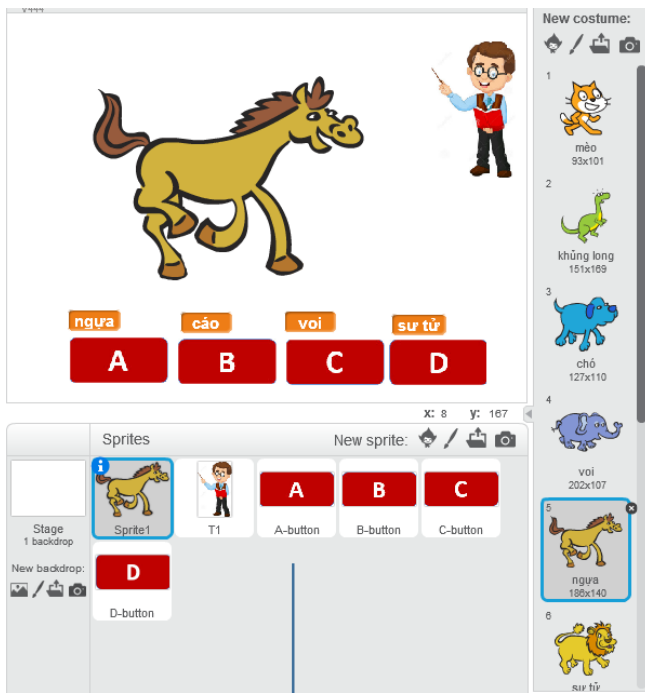 New costume:
1
mèo
93x101
2
khủng long
151x169
3
chó
127x110
4
voi
202x107
5
ngựa
186x140
6
sư tử
ngựa
cáo
voi
sư tử
A
B
C
D
x: 8 y: 167
Sprites
New sprite:
Stage
1 backdrop
New backdrop:
Sprite1
T1
A
A-button
B
B-button
C
C-button
D
D-button